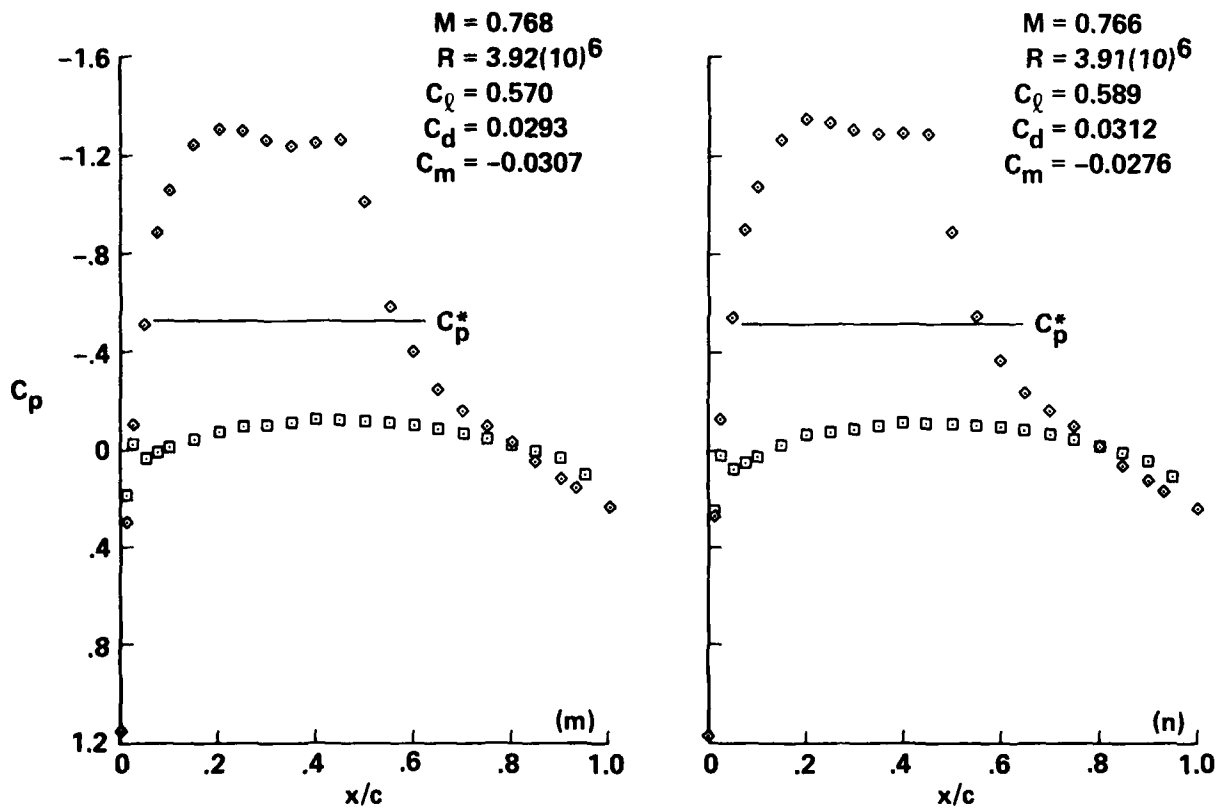 M = 0.768
R = 3.92(10)^6
Cℓ = 0.570
Cd = 0.0293
Cm = −0.0307
−1.6
−1.2
−.8
−.4
0
.4
.8
1.2
Cp
Cp*
(m)
0 .2 .4 .6 .8 1.0
x/c
M = 0.766
R = 3.91(10)^6
Cℓ = 0.589
Cd = 0.0312
Cm = −0.0276
Cp*
(n)
0 .2 .4 .6 .8 1.0
x/c